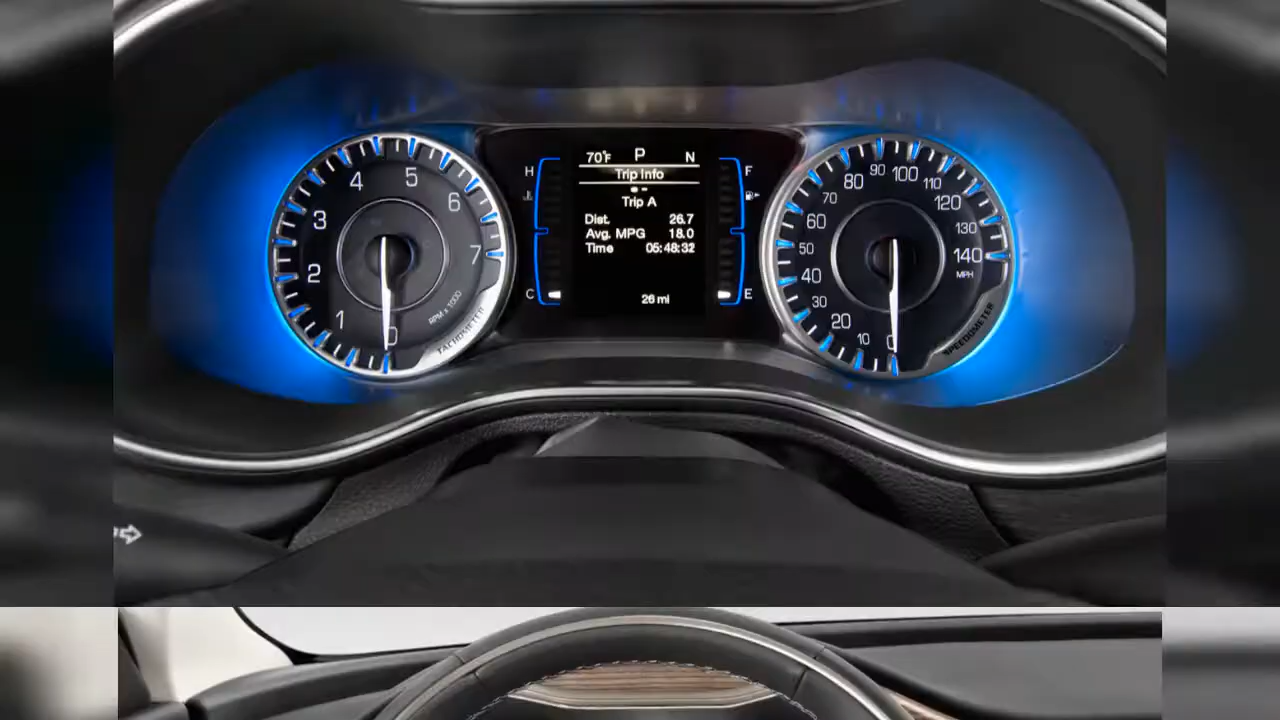 70°F P N
Trip Info
Trip A
Dist. 26.7
Avg. MPG 18.0
Time 05:48:32
26 mi
H
C
F
E
0
1
2
3
4
5
6
7
RPM x 1000
TACHOMETER
0
10
20
30
40
50
60
70
80
90
100
110
120
130
140
MPH
SPEEDOMETER